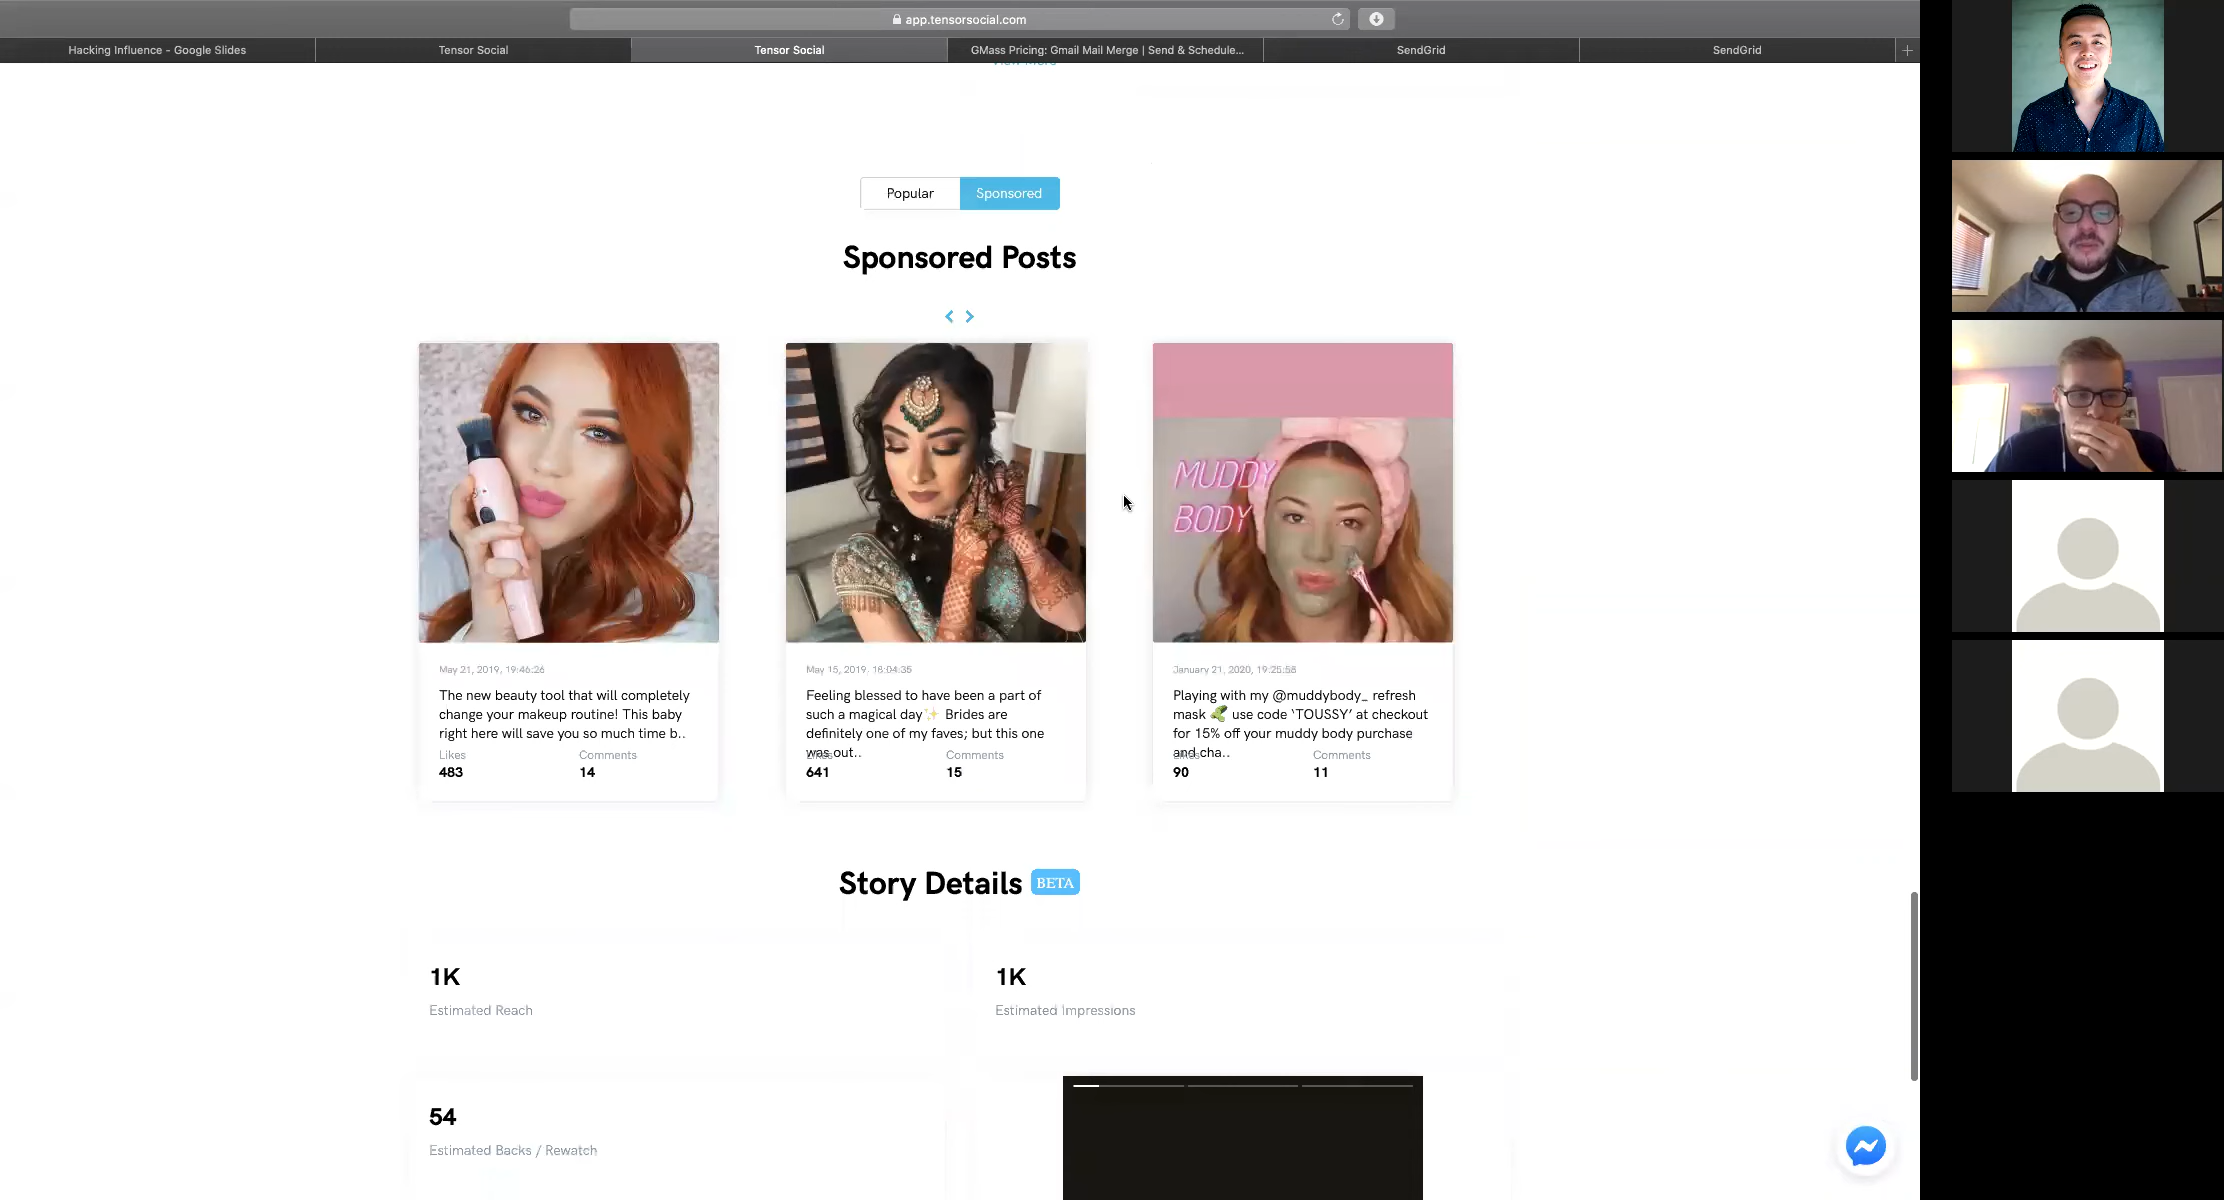 app.tensorsocial.com
Hacking Influence - Google Slides
Tensor Social
Tensor Social
GMass Pricing: Gmail Mail Merge | Send & Schedule...
SendGrid
SendGrid
View More
Popular
Sponsored
Sponsored Posts
MUDDY
BODY
May 21, 2019, 19:46:26
The new beauty tool that will completely
change your makeup routine! This baby
right here will save you so much time b..
Likes
Comments
483
14
May 15, 2019, 18:04:35
Feeling blessed to have been a part of
such a magical day✨ Brides are
definitely one of my faves; but this one
was out..
Comments
641
15
January 21, 2020, 19:25:58
Playing with my @muddybody_ refresh
mask 🥒 use code ‘TOUSSY’ at checkout
for 15% off your muddy body purchase
and cha..
Comments
90
11
Story Details BETA
1K
Estimated Reach
1K
Estimated Impressions
54
Estimated Backs / Rewatch